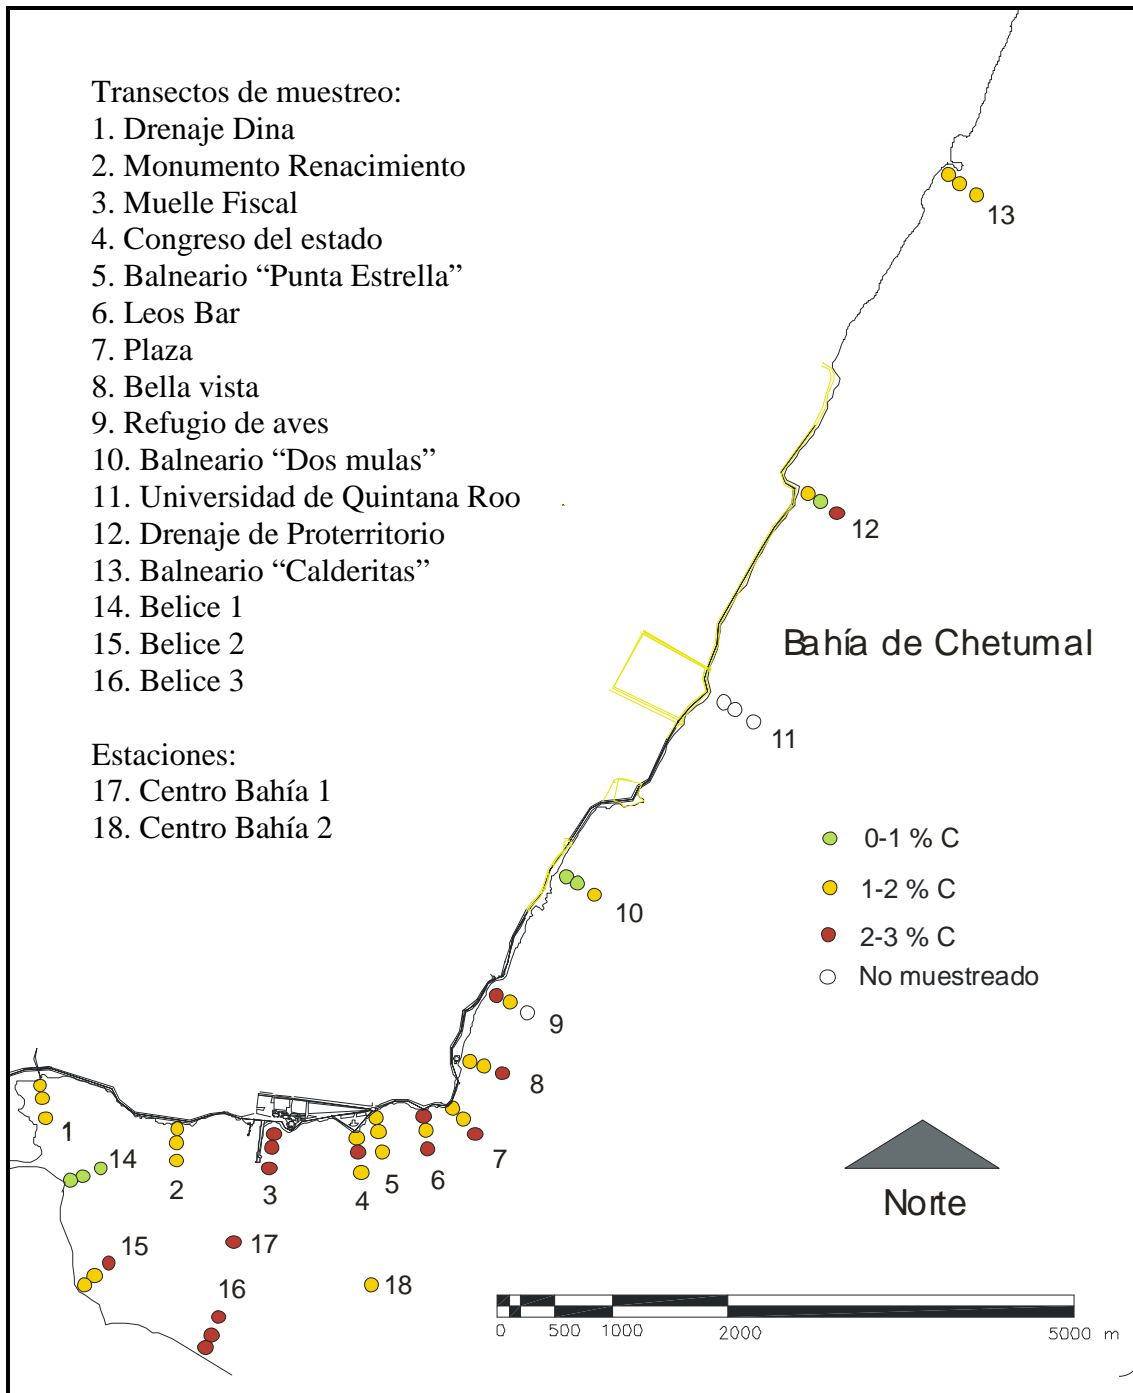 Transectos de muestreo:
1. Drenaje Dina
2. Monumento Renacimiento
3. Muelle Fiscal
4. Congreso del estado
5. Balneario “Punta Estrella”
6. Leos Bar
7. Plaza
8. Bella vista
9. Refugio de aves
10. Balneario “Dos mulas”
11. Universidad de Quintana Roo
12. Drenaje de Proterritorio
13. Balneario “Calderitas”
14. Belice 1
15. Belice 2
16. Belice 3
Estaciones:
17. Centro Bahía 1
18. Centro Bahía 2
13
12
Bahía de Chetumal
11
0-1 % C
1-2 % C
2-3 % C
No muestreado
10
9
8
7
6
5
4
3
2
1
14
15
16
17
18
Norte
0 500 1000 2000 5000 m